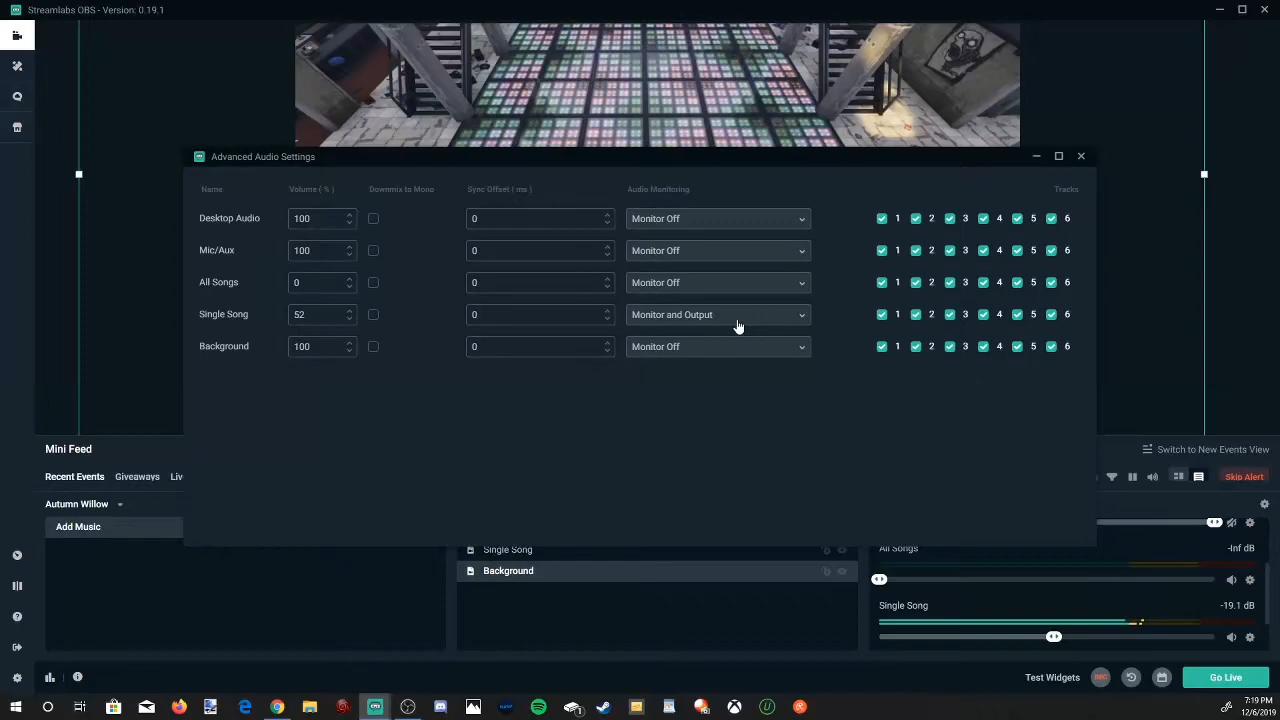 Streamlabs OBS - Version: 0.19.1
Advanced Audio Settings
Name Volume ( % ) Downmix to Mono Sync Offset ( ms ) Audio Monitoring Tracks
Desktop Audio 100 0 Monitor Off 1 2 3 4 5 6
Mic/Aux 100 0 Monitor Off 1 2 3 4 5 6
All Songs 0 0 Monitor Off 1 2 3 4 5 6
Single Song 52 0 Monitor and Output 1 2 3 4 5 6
Background 100 0 Monitor Off 1 2 3 4 5 6
Mini Feed Switch to New Events View
Recent Events Giveaways Liv Skip Alert
Autumn Willow
Add Music
Single Song
Background
All Songs -Inf dB
Single Song -19.1 dB
Test Widgets REC Go Live
7:19 PM
12/6/2019